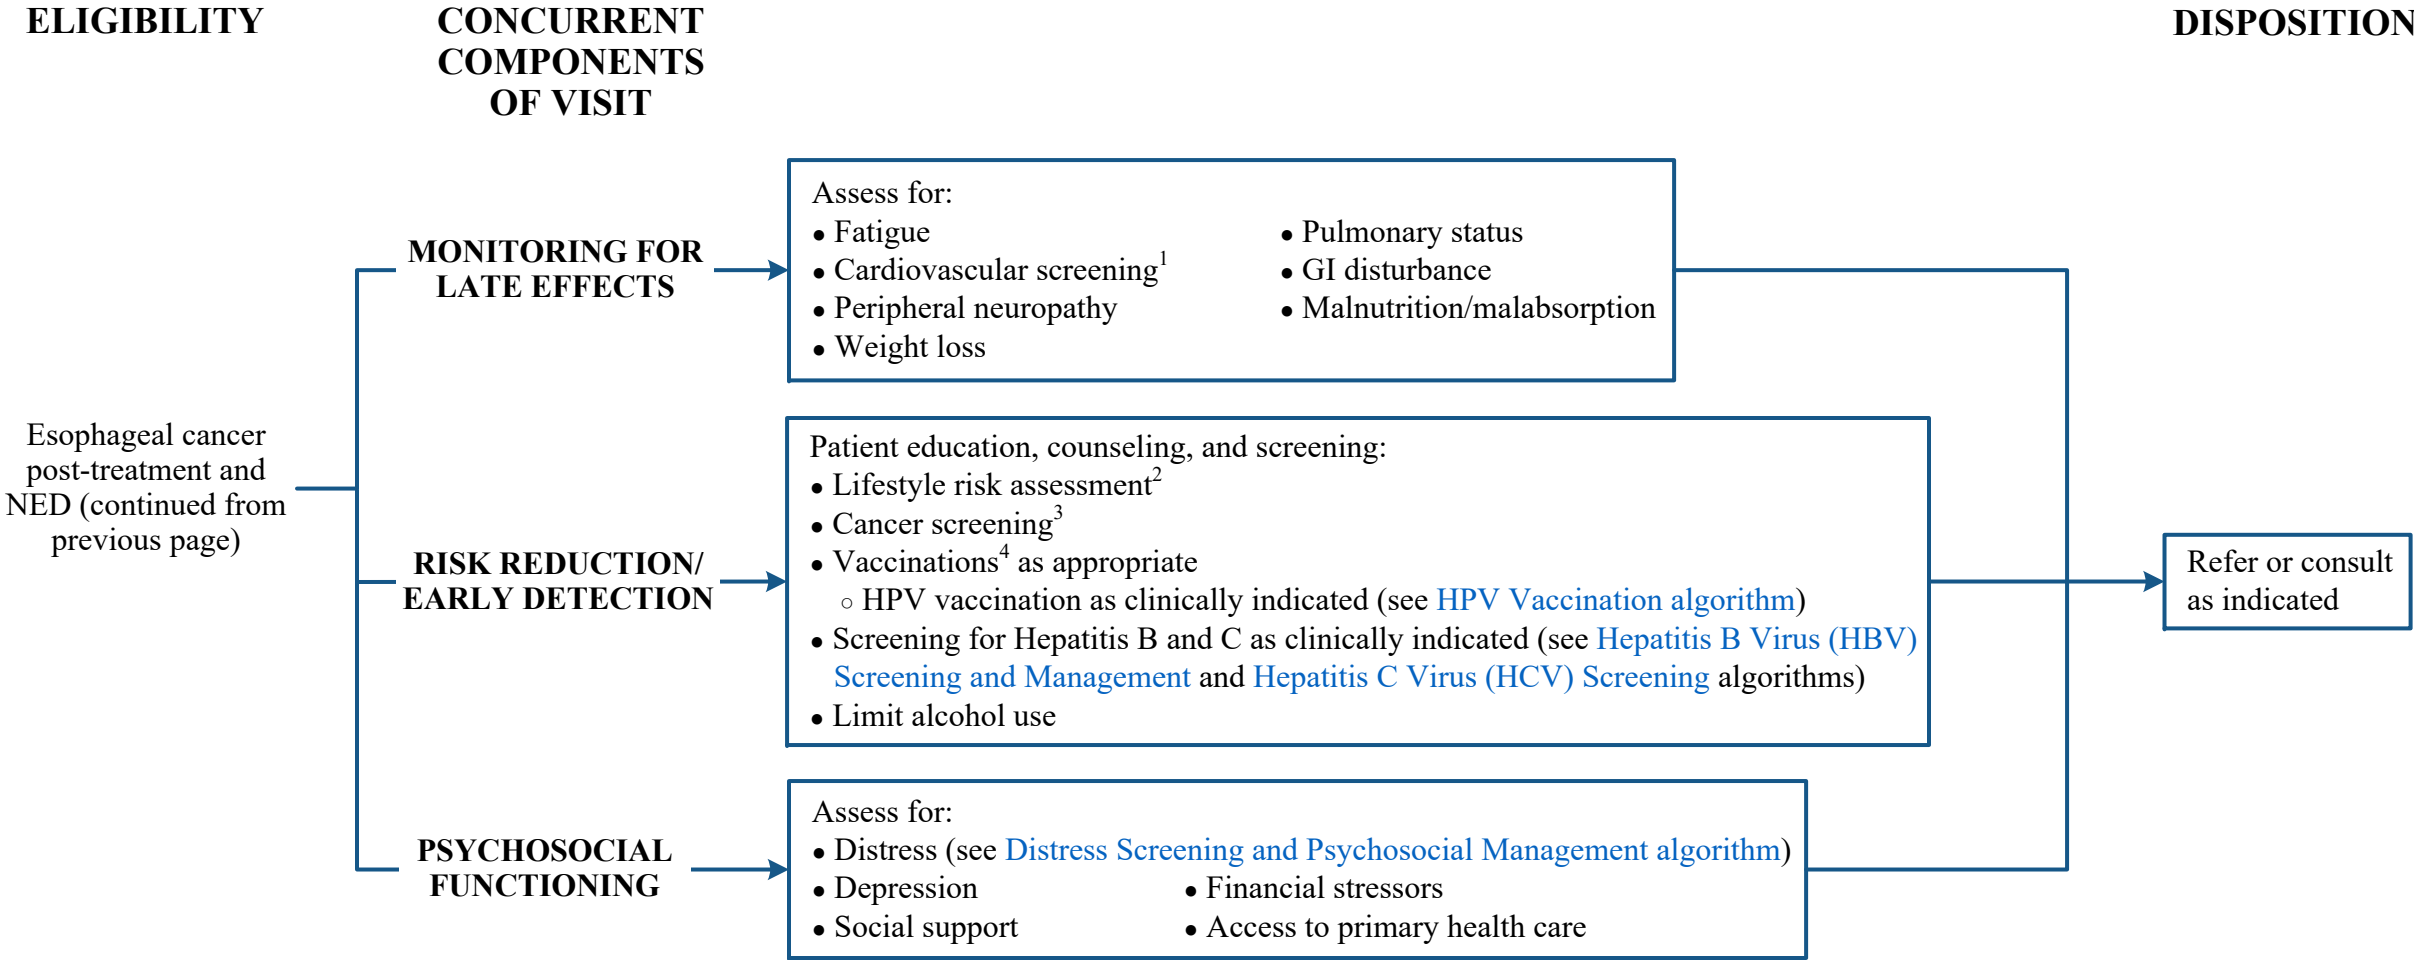 ELIGIBILITY
CONCURRENT
COMPONENTS
OF VISIT
DISPOSITION
Esophageal cancer
post-treatment and
NED (continued from
previous page)
MONITORING FOR
LATE EFFECTS
Assess for:
● Fatigue
● Cardiovascular screening¹
● Peripheral neuropathy
● Weight loss
● Pulmonary status
● GI disturbance
● Malnutrition/malabsorption
RISK REDUCTION/
EARLY DETECTION
Patient education, counseling, and screening:
● Lifestyle risk assessment²
● Cancer screening³
● Vaccinations⁴ as appropriate
○ HPV vaccination as clinically indicated (see HPV Vaccination algorithm)
● Screening for Hepatitis B and C as clinically indicated (see Hepatitis B Virus (HBV)
Screening and Management and Hepatitis C Virus (HCV) Screening algorithms)
● Limit alcohol use
PSYCHOSOCIAL
FUNCTIONING
Assess for:
● Distress (see Distress Screening and Psychosocial Management algorithm)
● Depression
● Social support
● Financial stressors
● Access to primary health care
Refer or consult
as indicated